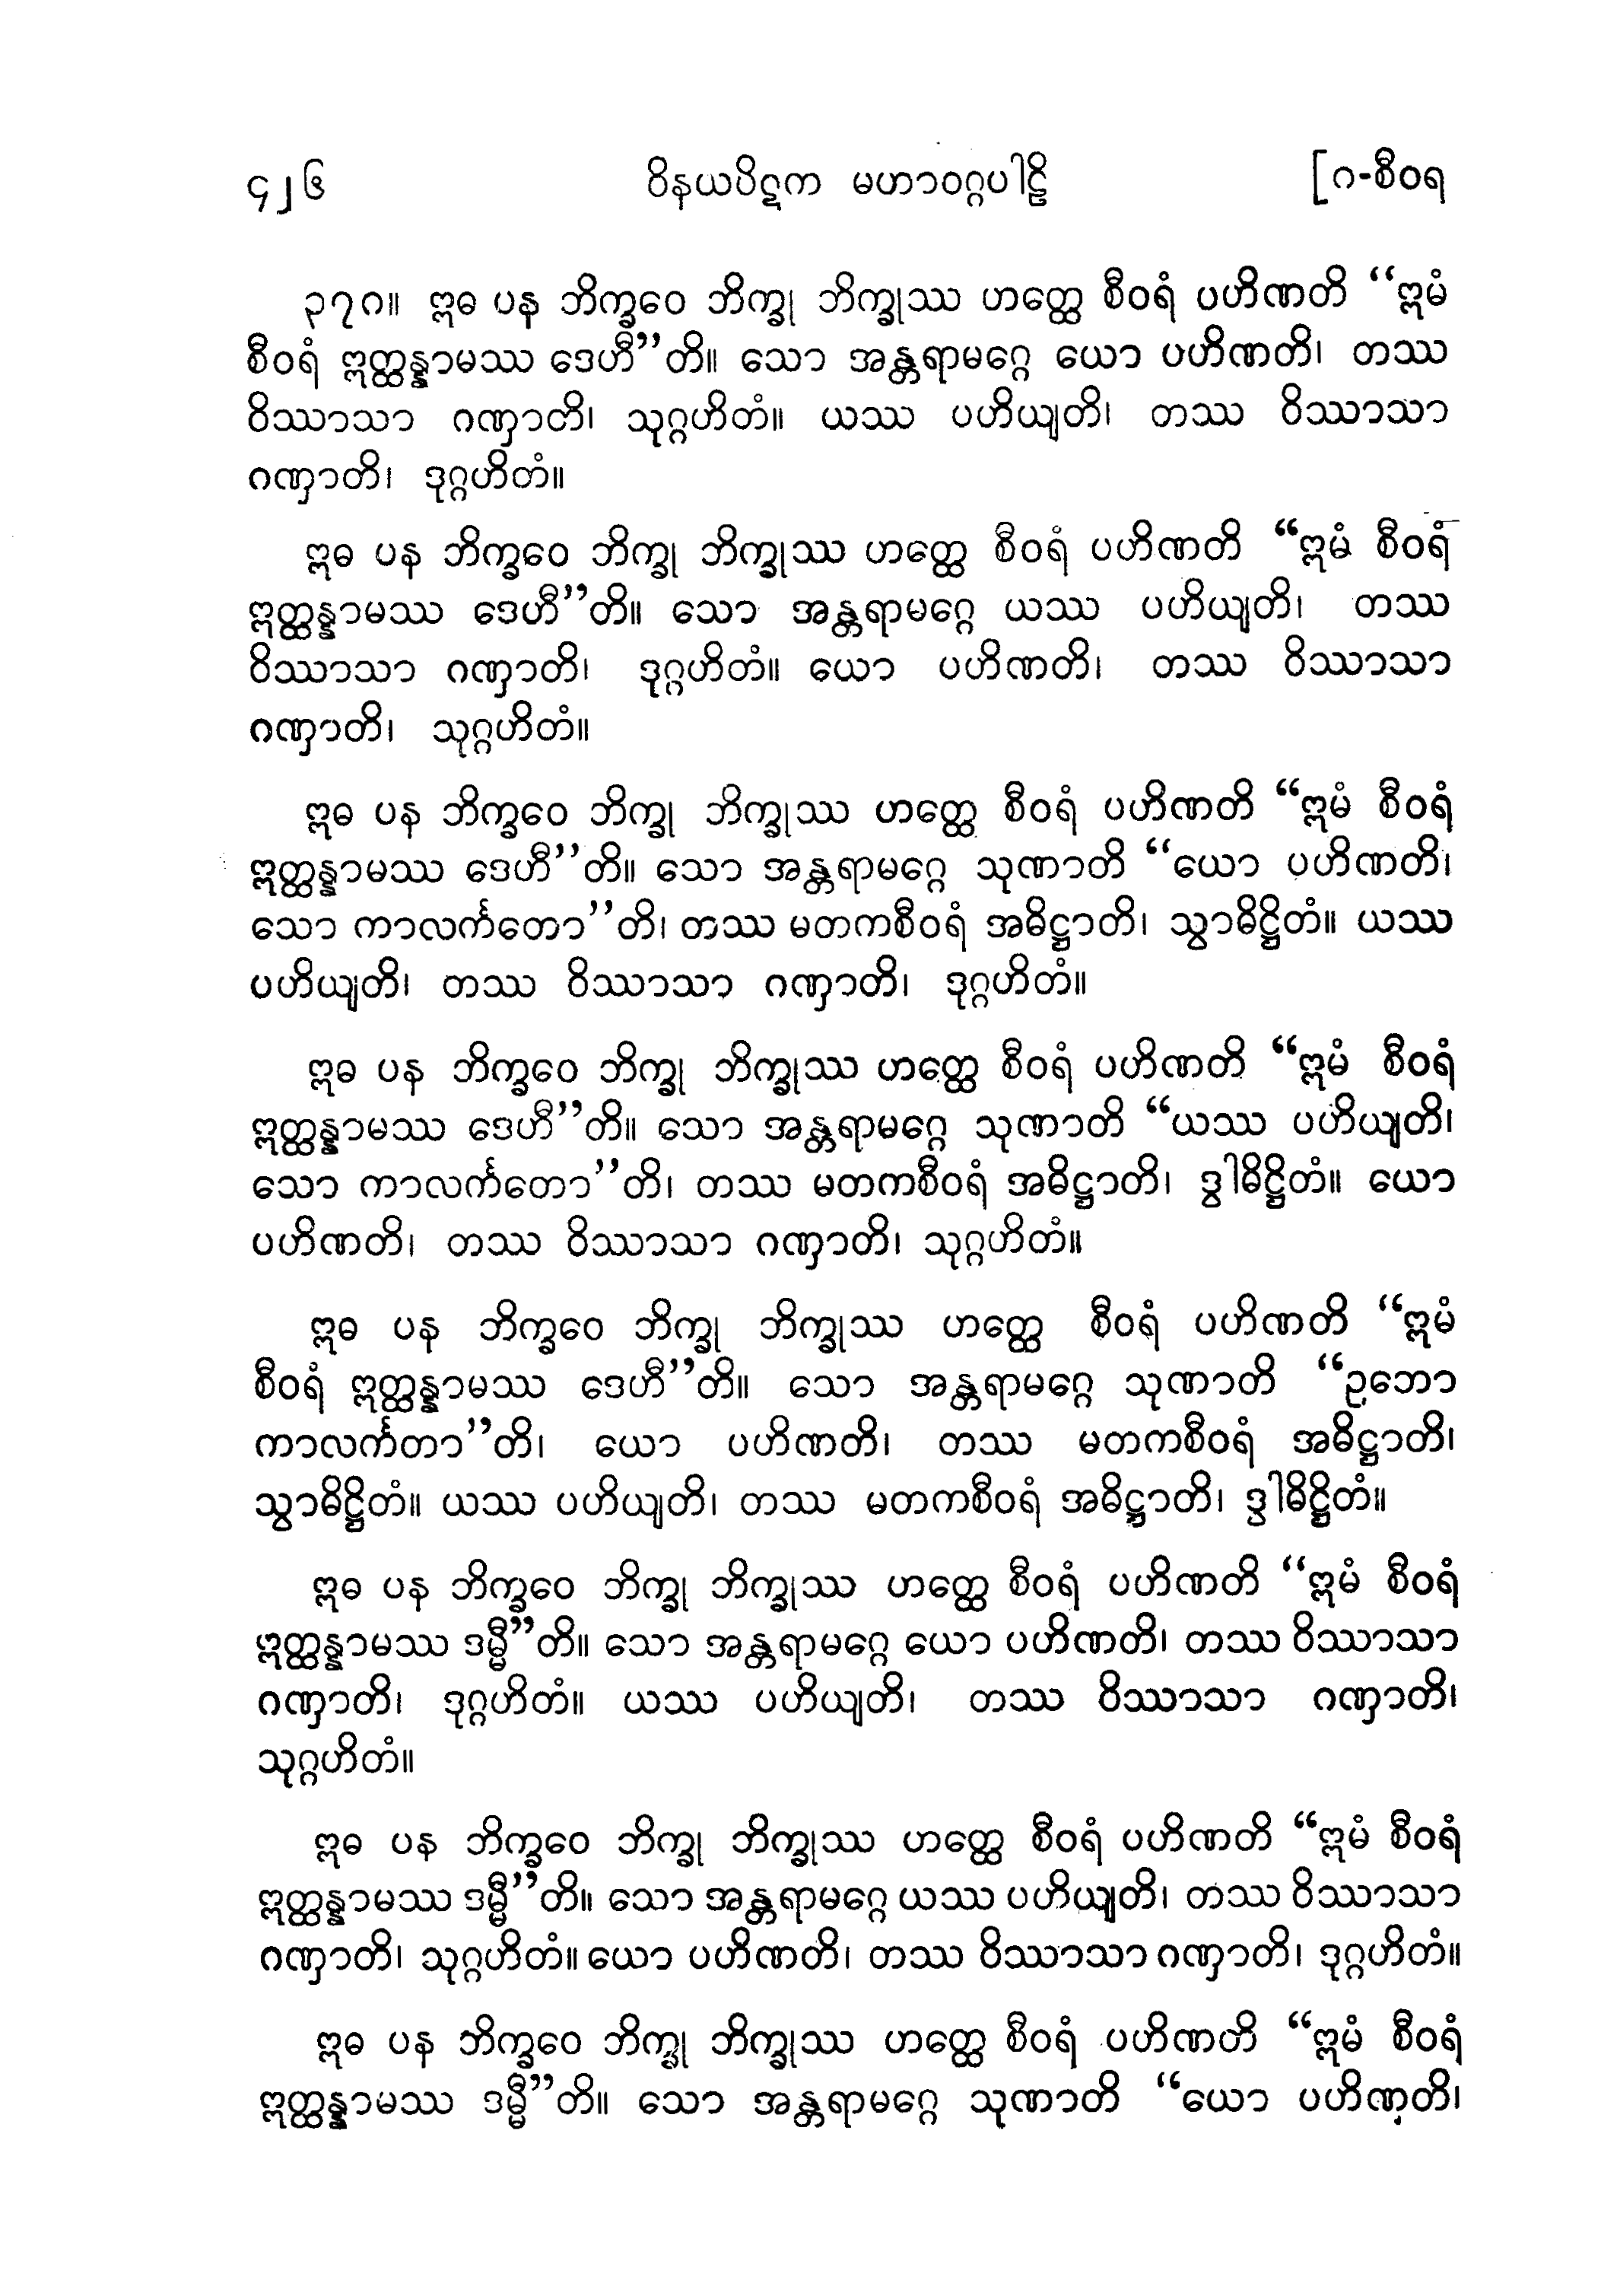 ၄၂၆ ဝိနယပိဋက မဟာဝဂ္ဂပါဠိ [၈-စီဝရ
၃၇၈။ ဣဓ ပန ဘိက္ခဝေ ဘိက္ခု ဘိက္ခုဿ ဟတ္ထေ စီဝရံ ပဟိဏတိ “ဣမံ
စီဝရံ ဣတ္ထန္နာမဿ ဒေဟီ”တိ။ သော အန္တရာမဂ္ဂေ ယော ပဟိဏတိ၊ တဿ
ဝိဿာသာ ဂဏှာတိ၊ သုဂ္ဂဟိတံ။ ယဿ ပဟိယျတိ၊ တဿ ဝိဿာသာ
ဂဏှာတိ၊ ဒုဂ္ဂဟိတံ။
ဣဓ ပန ဘိက္ခဝေ ဘိက္ခု ဘိက္ခုဿ ဟတ္ထေ စီဝရံ ပဟိဏတိ “ဣမံ စီဝရံ
ဣတ္ထန္နာမဿ ဒေဟီ”တိ။ သော အန္တရာမဂ္ဂေ ယဿ ပဟိယျတိ၊ တဿ
ဝိဿာသာ ဂဏှာတိ၊ ဒုဂ္ဂဟိတံ။ ယော ပဟိဏတိ၊ တဿ ဝိဿာသာ
ဂဏှာတိ၊ သုဂ္ဂဟိတံ။
ဣဓ ပန ဘိက္ခဝေ ဘိက္ခု ဘိက္ခုဿ ဟတ္ထေ စီဝရံ ပဟိဏတိ “ဣမံ စီဝရံ
ဣတ္ထန္နာမဿ ဒေဟီ”တိ။ သော အန္တရာမဂ္ဂေ သုဏာတိ “ယော ပဟိဏတိ၊
သော ကာလင်္ကတော”တိ၊ တဿ မတကစီဝရံ အဓိဋ္ဌာတိ၊ သွာဓိဋ္ဌိတံ။ ယဿ
ပဟိယျတိ၊ တဿ ဝိဿာသာ ဂဏှာတိ၊ ဒုဂ္ဂဟိတံ။
ဣဓ ပန ဘိက္ခဝေ ဘိက္ခု ဘိက္ခုဿ ဟတ္ထေ စီဝရံ ပဟိဏတိ “ဣမံ စီဝရံ
ဣတ္ထန္နာမဿ ဒေဟီ”တိ။ သော အန္တရာမဂ္ဂေ သုဏာတိ “ယဿ ပဟိယျတိ၊
သော ကာလင်္ကတော”တိ၊ တဿ မတကစီဝရံ အဓိဋ္ဌာတိ၊ ဒွါဓိဋ္ဌိတံ။ ယော
ပဟိဏတိ၊ တဿ ဝိဿာသာ ဂဏှာတိ၊ သုဂ္ဂဟိတံ။
ဣဓ ပန ဘိက္ခဝေ ဘိက္ခု ဘိက္ခုဿ ဟတ္ထေ စီဝရံ ပဟိဏတိ “ဣမံ
စီဝရံ ဣတ္ထန္နာမဿ ဒေဟီ”တိ။ သော အန္တရာမဂ္ဂေ သုဏာတိ “ဥဘော
ကာလင်္ကတာ”တိ၊ ယော ပဟိဏတိ၊ တဿ မတကစီဝရံ အဓိဋ္ဌာတိ၊
သွာဓိဋ္ဌိတံ။ ယဿ ပဟိယျတိ၊ တဿ မတကစီဝရံ အဓိဋ္ဌာတိ၊ ဒွါဓိဋ္ဌိတံ။
ဣဓ ပန ဘိက္ခဝေ ဘိက္ခု ဘိက္ခုဿ ဟတ္ထေ စီဝရံ ပဟိဏတိ “ဣမံ စီဝရံ
ဣတ္ထန္နာမဿ ဒမ္မီ”တိ။ သော အန္တရာမဂ္ဂေ ယော ပဟိဏတိ၊ တဿ ဝိဿာသာ
ဂဏှာတိ၊ ဒုဂ္ဂဟိတံ။ ယဿ ပဟိယျတိ၊ တဿ ဝိဿာသာ ဂဏှာတိ၊
သုဂ္ဂဟိတံ။
ဣဓ ပန ဘိက္ခဝေ ဘိက္ခု ဘိက္ခုဿ ဟတ္ထေ စီဝရံ ပဟိဏတိ “ဣမံ စီဝရံ
ဣတ္ထန္နာမဿ ဒမ္မီ”တိ။ သော အန္တရာမဂ္ဂေ ယဿ ပဟိယျတိ၊ တဿ ဝိဿာသာ
ဂဏှာတိ၊ သုဂ္ဂဟိတံ။ ယော ပဟိဏတိ၊ တဿ ဝိဿာသာ ဂဏှာတိ၊ ဒုဂ္ဂဟိတံ။
ဣဓ ပန ဘိက္ခဝေ ဘိက္ခု ဘိက္ခုဿ ဟတ္ထေ စီဝရံ ပဟိဏတိ “ဣမံ စီဝရံ
ဣတ္ထန္နာမဿ ဒမ္မီ”တိ။ သော အန္တရာမဂ္ဂေ သုဏာတိ “ယော ပဟိဏတိ၊